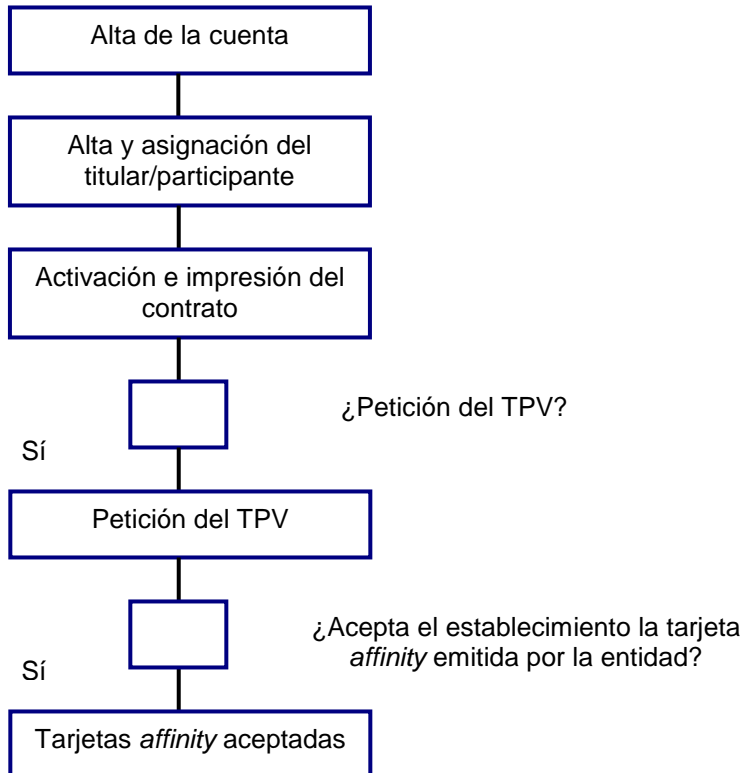 Alta de la cuenta
Alta y asignación del
titular/participante
Activación e impresión del
contrato
¿Petición del TPV?
Sí
Petición del TPV
¿Acepta el establecimiento la tarjeta
affinity emitida por la entidad?
Sí
Tarjetas affinity aceptadas